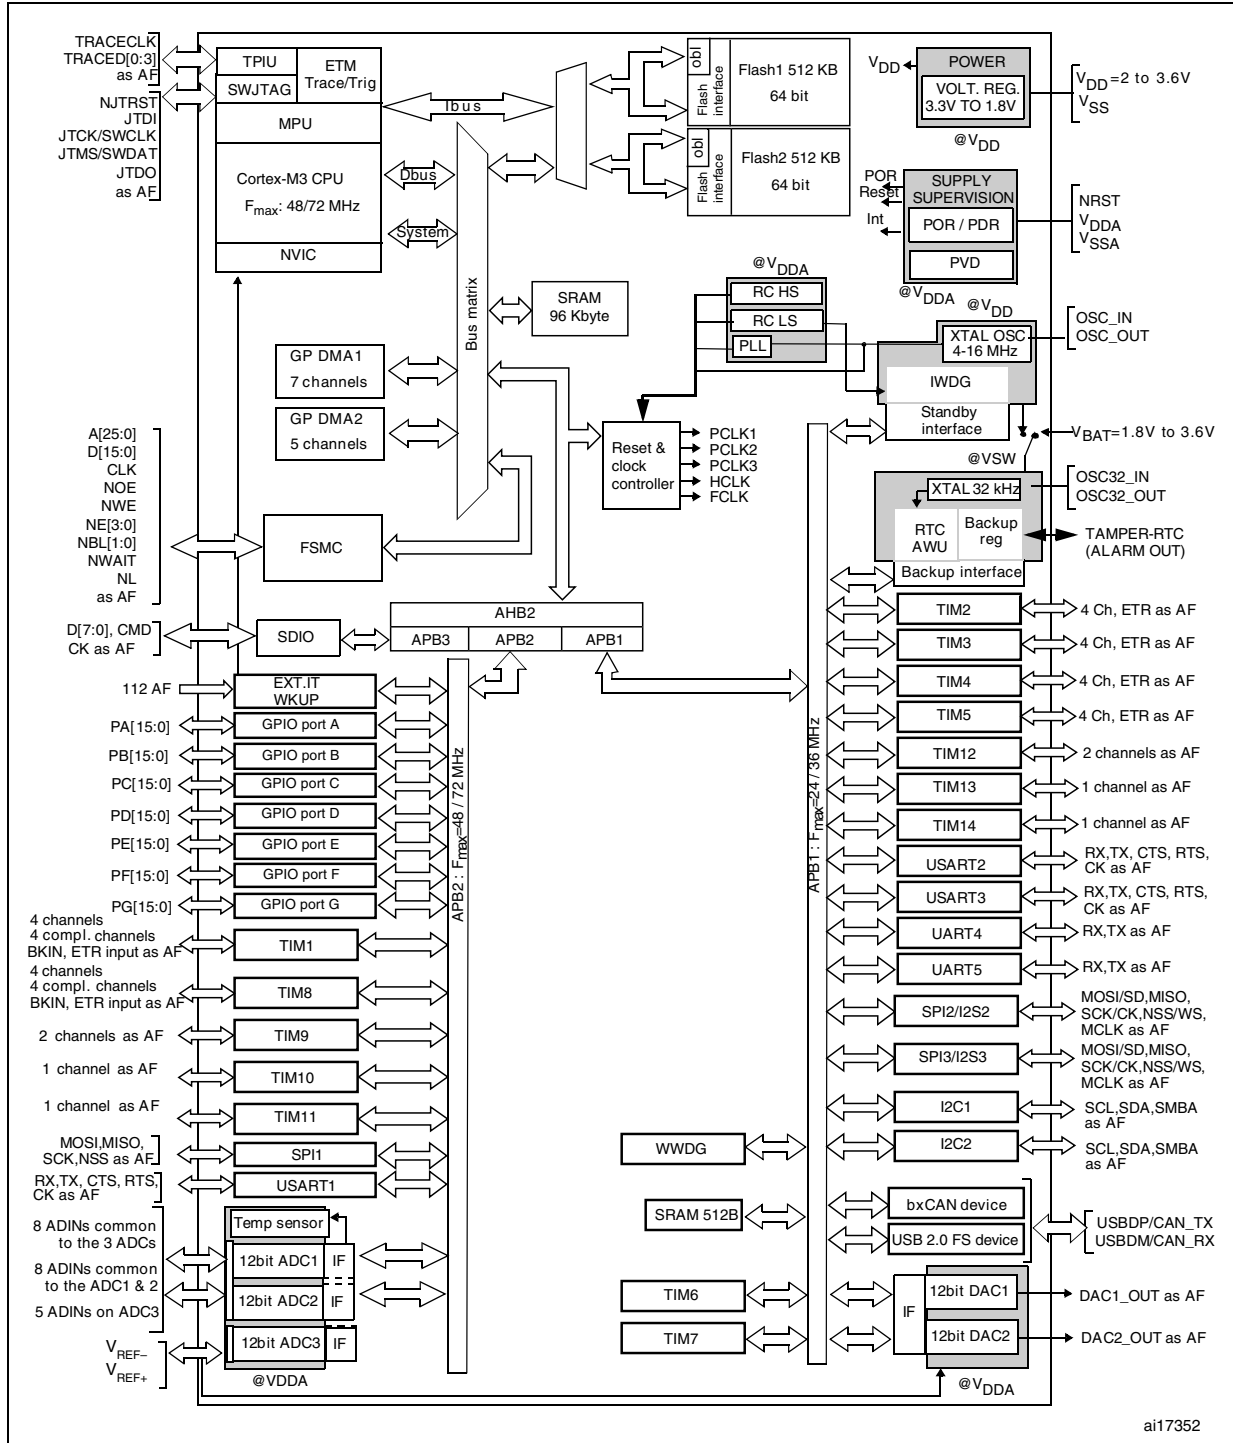 TRACECLK
TRACED[0:3]
as AF
NJTRST
JTDI
JTCK/SWCLK
JTMS/SWDAT
JTDO
as AF
TPIU
SWJTAG
ETM
Trace/Trig
MPU
Cortex-M3 CPU
Fmax: 48/72 MHz
NVIC
Ibus
Dbus
System
Bus matrix
obl
Flash interface
Flash1 512 KB
64 bit
obl
Flash interface
Flash2 512 KB
64 bit
VDD
POWER
VOLT. REG.
3.3V TO 1.8V
@VDD
VDD=2 to 3.6V
VSS
POR
Reset
Int
SUPPLY
SUPERVISION
POR / PDR
PVD
@VDDA
NRST
VDDA
VSSA
SRAM
96 Kbyte
@VDDA
RC HS
RC LS
PLL
@VDD
XTAL OSC
4-16 MHz
IWDG
Standby
interface
OSC_IN
OSC_OUT
GP DMA1
7 channels
GP DMA2
5 channels
Reset &
clock
controller
PCLK1
PCLK2
PCLK3
HCLK
FCLK
VBAT=1.8V to 3.6V
@VSW
XTAL 32 kHz
OSC32_IN
OSC32_OUT
RTC
AWU
Backup
reg
Backup interface
TAMPER-RTC
(ALARM OUT)
A[25:0]
D[15:0]
CLK
NOE
NWE
NE[3:0]
NBL[1:0]
NWAIT
NL
as AF
FSMC
D[7:0], CMD
CK as AF
SDIO
AHB2
APB3
APB2
APB1
112 AF
EXT.IT
WKUP
PA[15:0]
GPIO port A
PB[15:0]
GPIO port B
PC[15:0]
GPIO port C
PD[15:0]
GPIO port D
PE[15:0]
GPIO port E
PF[15:0]
GPIO port F
PG[15:0]
GPIO port G
4 channels
4 compl. channels
BKIN, ETR input as AF
TIM1
4 channels
4 compl. channels
BKIN, ETR input as AF
TIM8
2 channels as AF
TIM9
1 channel as AF
TIM10
1 channel as AF
TIM11
MOSI,MISO,
SCK,NSS as AF
SPI1
RX,TX, CTS, RTS,
CK as AF
USART1
Temp sensor
8 ADINs common
to the 3 ADCs
12bit ADC1
IF
8 ADINs common
to the ADC1 & 2
12bit ADC2
IF
5 ADINs on ADC3
12bit ADC3
IF
VREF–
VREF+
@VDDA
APB2 : Fmax=48 / 72 MHz
APB1 : Fmax=24 / 36 MHz
TIM2
4 Ch, ETR as AF
TIM3
4 Ch, ETR as AF
TIM4
4 Ch, ETR as AF
TIM5
4 Ch, ETR as AF
TIM12
2 channels as AF
TIM13
1 channel as AF
TIM14
1 channel as AF
USART2
RX,TX, CTS, RTS,
CK as AF
USART3
RX,TX, CTS, RTS,
CK as AF
UART4
RX,TX as AF
UART5
RX,TX as AF
SPI2/I2S2
MOSI/SD,MISO,
SCK/CK,NSS/WS,
MCLK as AF
SPI3/I2S3
MOSI/SD,MISO,
SCK/CK,NSS/WS,
MCLK as AF
I2C1
SCL,SDA,SMBA
as AF
I2C2
SCL,SDA,SMBA
as AF
WWDG
SRAM 512B
bxCAN device
USB 2.0 FS device
USBDP/CAN_TX
USBDM/CAN_RX
TIM6
TIM7
IF
12bit DAC1
DAC1_OUT as AF
12bit DAC2
DAC2_OUT as AF
@VDDA
ai17352